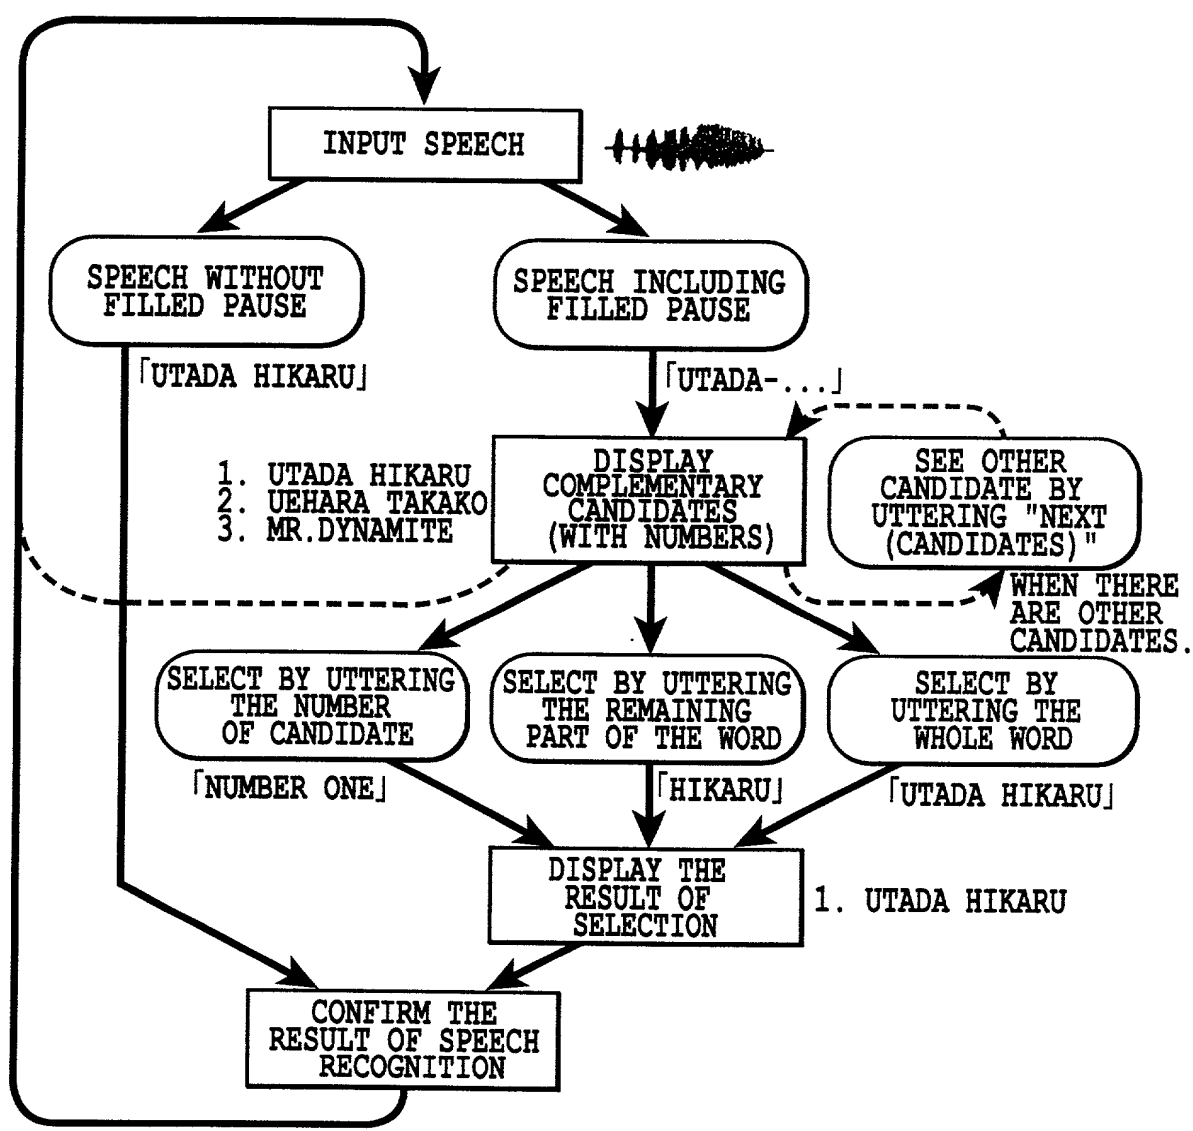 INPUT SPEECH
SPEECH WITHOUT
FILLED PAUSE
SPEECH INCLUDING
FILLED PAUSE
「UTADA HIKARU」
「UTADA-...」
1. UTADA HIKARU
2. UEHARA TAKAKO
3. MR.DYNAMITE
DISPLAY
COMPLEMENTARY
CANDIDATES
(WITH NUMBERS)
SEE OTHER
CANDIDATE BY
UTTERING "NEXT
(CANDIDATES)"
WHEN THERE
ARE OTHER
CANDIDATES.
SELECT BY UTTERING
THE NUMBER
OF CANDIDATE
SELECT BY UTTERING
THE REMAINING
PART OF THE WORD
SELECT BY
UTTERING THE
WHOLE WORD
「NUMBER ONE」
「HIKARU」
「UTADA HIKARU」
DISPLAY THE
RESULT OF
SELECTION
1. UTADA HIKARU
CONFIRM THE
RESULT OF SPEECH
RECOGNITION